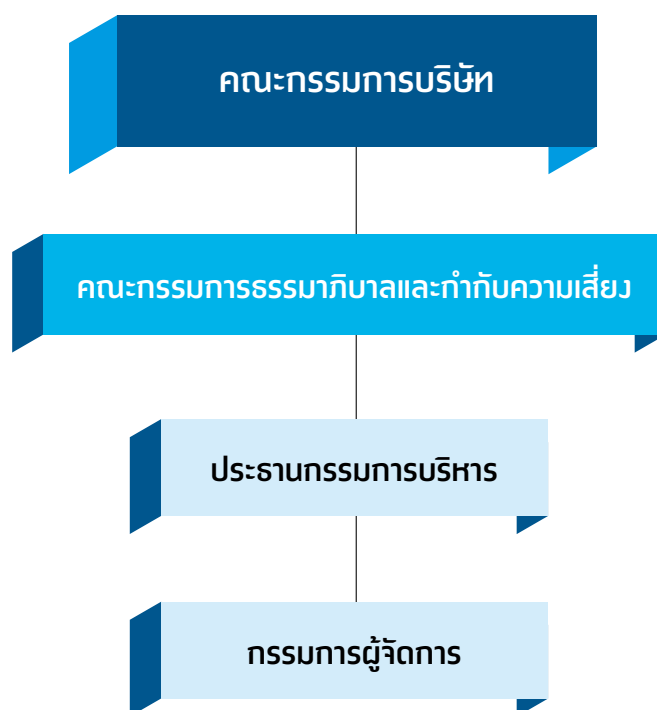 คณะกรรมการบริษัท
คณะกรรมการธรรมาภิบาลและกำกับความเสี่ยง
ประธานกรรมการบริหาร
กรรมการผู้จัดการ